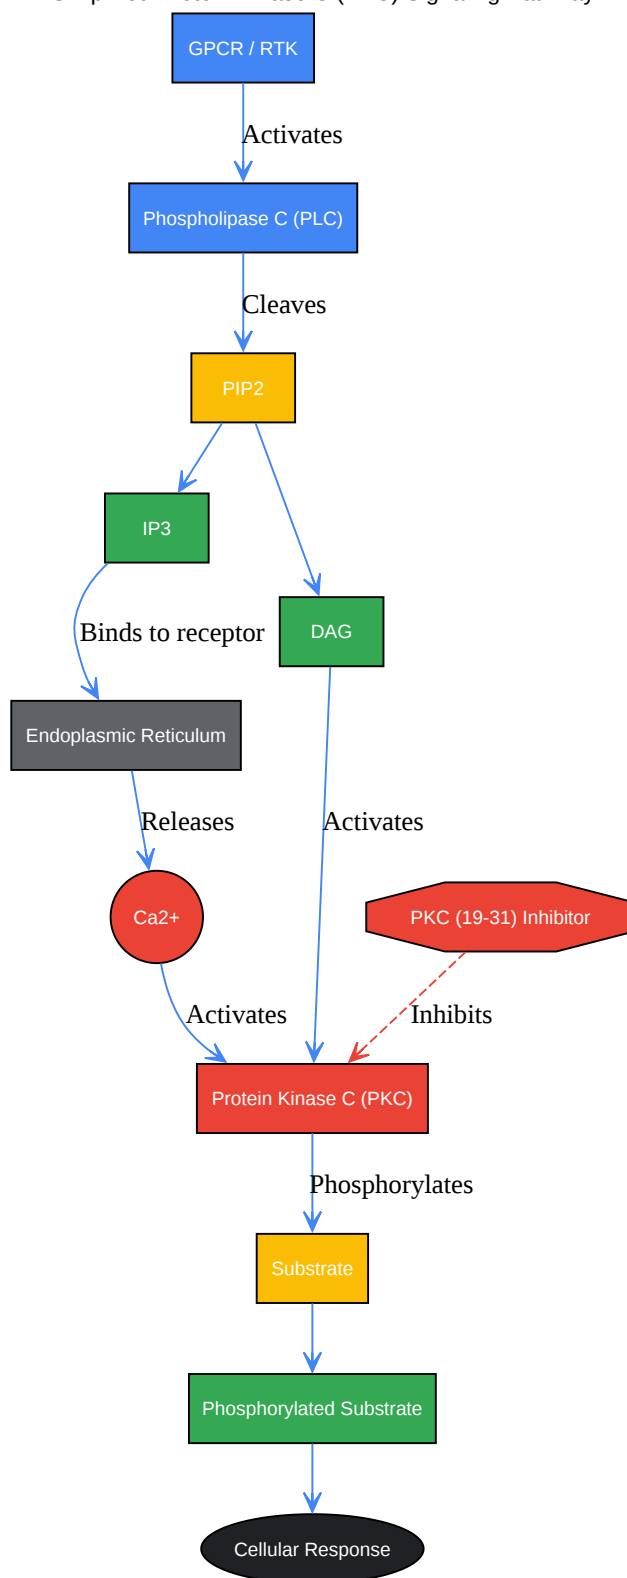 GPCR / RTK
Activates
Phospholipase C (PLC)
Cleaves
PIP2
IP3
Binds to receptor
DAG
Endoplasmic Reticulum
Releases
Activates
Ca2+
PKC (19-31) Inhibitor
Activates
Inhibits
Protein Kinase C (PKC)
Phosphorylates
Substrate
Phosphorylated Substrate
Cellular Response